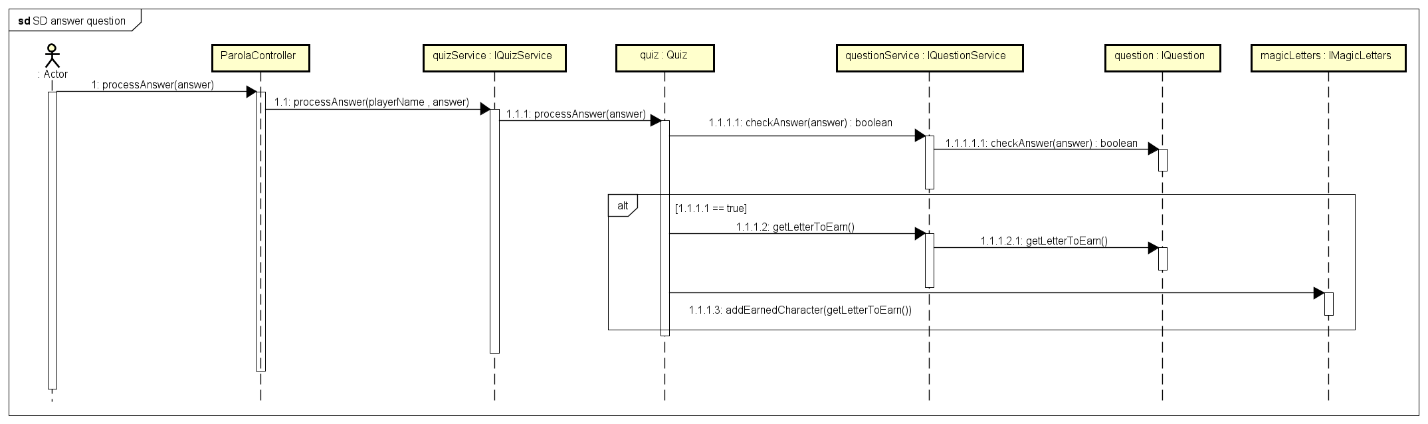 sd SD answer question
: Actor
ParolaController
quizService : IQuizService
quiz : Quiz
questionService : IQuestionService
question : IQuestion
magicLetters : IMagicLetters
1: processAnswer(answer)
1.1: processAnswer(playerName , answer)
1.1.1: processAnswer(answer)
1.1.1.1: checkAnswer(answer) : boolean
1.1.1.1.1: checkAnswer(answer) : boolean
alt
[1.1.1.1 == true]
1.1.1.2: getLetterToEarn()
1.1.1.2.1: getLetterToEarn()
1.1.1.3: addEarnedCharacter(getLetterToEarn())